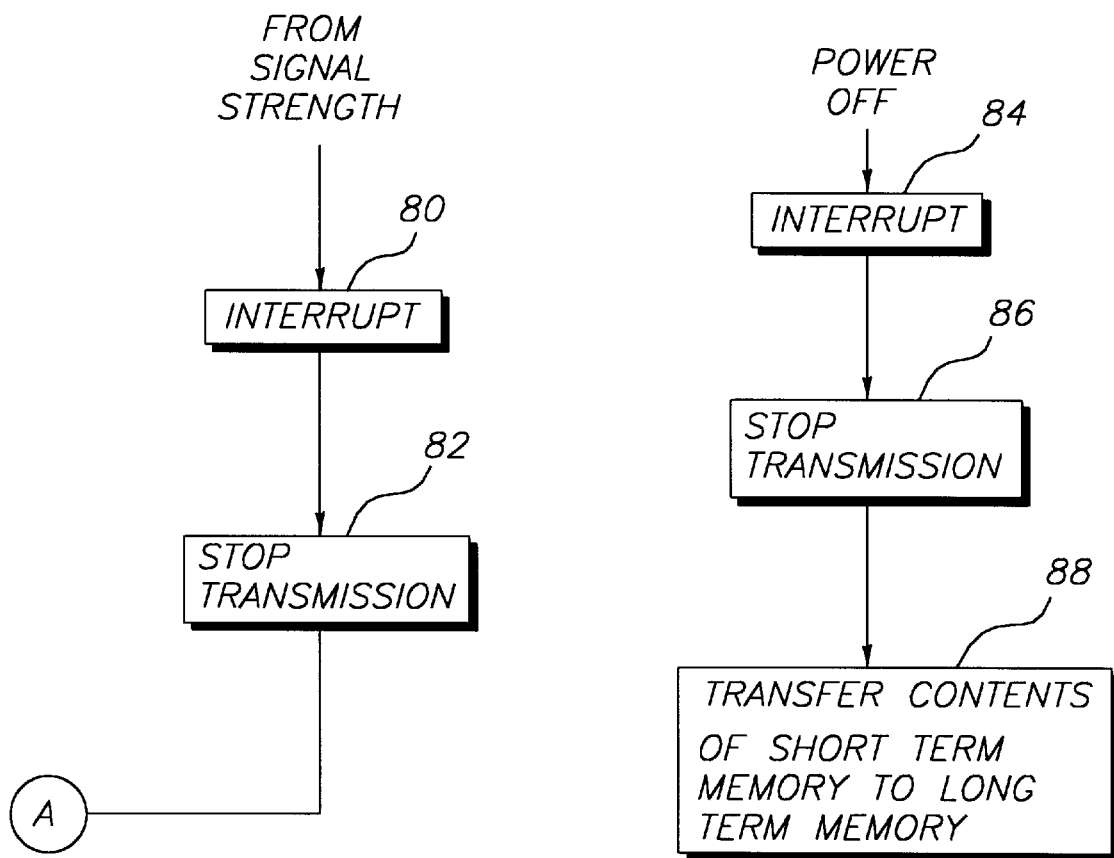 FROM
SIGNAL
STRENGTH
80
INTERRUPT
82
STOP
TRANSMISSION
A
POWER
OFF
84
INTERRUPT
86
STOP
TRANSMISSION
88
TRANSFER CONTENTS
OF SHORT TERM
MEMORY TO LONG
TERM MEMORY